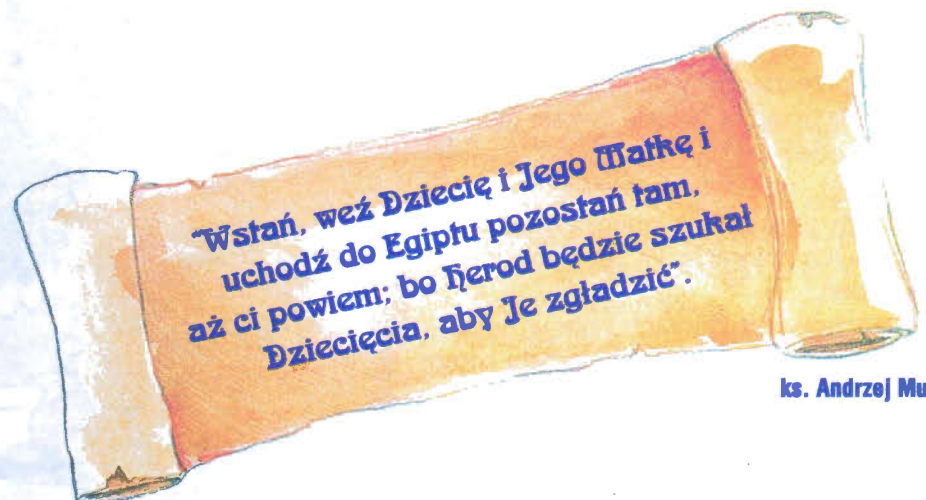 "Wstań, weź Dziecię i Jego Matkę i
uchodź do Egiptu pozostań tam,
aż ci powiem; bo Herod będzie szukał
Dziecięcia, aby Je zgładzić".
ks. Andrzej Mu